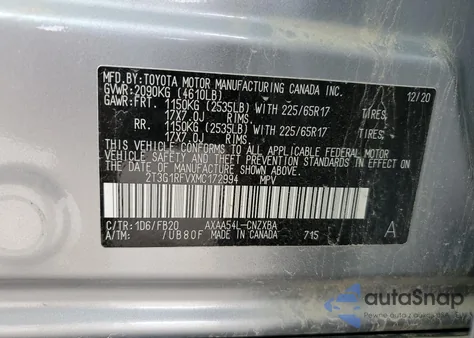 MFD.BY:TOYOTA MOTOR MANUFACTURING CANADA INC.
GVWR:2090KG (4610LB) 12/20
GAWR:FRT. 1150KG (2535LB) WITH 225/65R17 TIRES,
17X7.0J RIMS.
RR. 1150KG (2535LB) WITH 225/65R17 TIRES,
17X7.0J RIMS.
THIS VEHICLE CONFORMS TO ALL APPLICABLE FEDERAL MOTOR
VEHICLE SAFETY AND THEFT PREVENTION STANDARDS IN EFFECT
ON THE DATE OF MANUFACTURE SHOWN ABOVE.
2T3G1RFVXMC172994 MPV
C/TR:1D6/FB20 AXAA54L-CNZXBA A
A/TM: /UB80F MADE IN CANADA 715
autoSnap
Pewne auto z